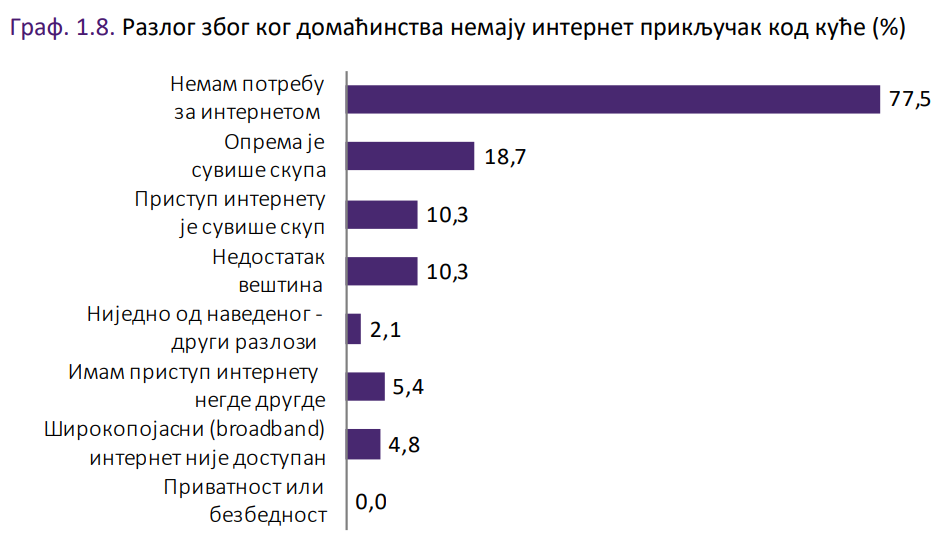 Граф. 1.8. Разлог због ког домаћинства немају интернет прикључак код куће (%)
Немам потребу
за интернетом
77,5
Опрема је
сувише скупа
18,7
Приступ интернету
је сувише скуп
10,3
Недостатак
вештина
10,3
Ниједно од наведеног -
други разлози
2,1
Имам приступ интернету
негде другде
5,4
Широкопојасни (broadband)
интернет није доступан
4,8
Приватност или
безбедност
0,0